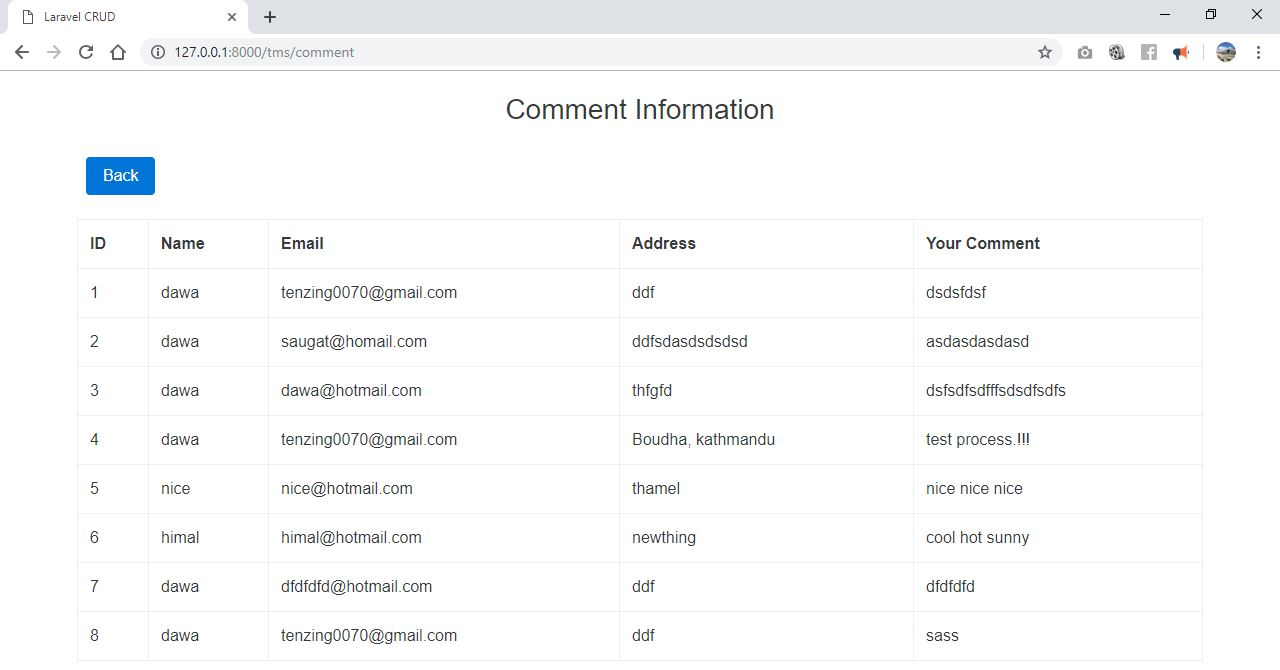 Laravel CRUD
127.0.0.1:8000/tms/comment
Comment Information
Back
ID Name Email Address Your Comment
1 dawa tenzing0070@gmail.com ddf dsdsfdsf
2 dawa saugat@homail.com ddfsdasdsdsdsd asdasdasdasd
3 dawa dawa@hotmail.com thfgfd dsfsdfsdfffsdsdfsdfs
4 dawa tenzing0070@gmail.com Boudha, kathmandu test process.!!!
5 nice nice@hotmail.com thamel nice nice nice
6 himal himal@hotmail.com newthing cool hot sunny
7 dawa dfdfdfd@hotmail.com ddf dfdfdfd
8 dawa tenzing0070@gmail.com ddf sass